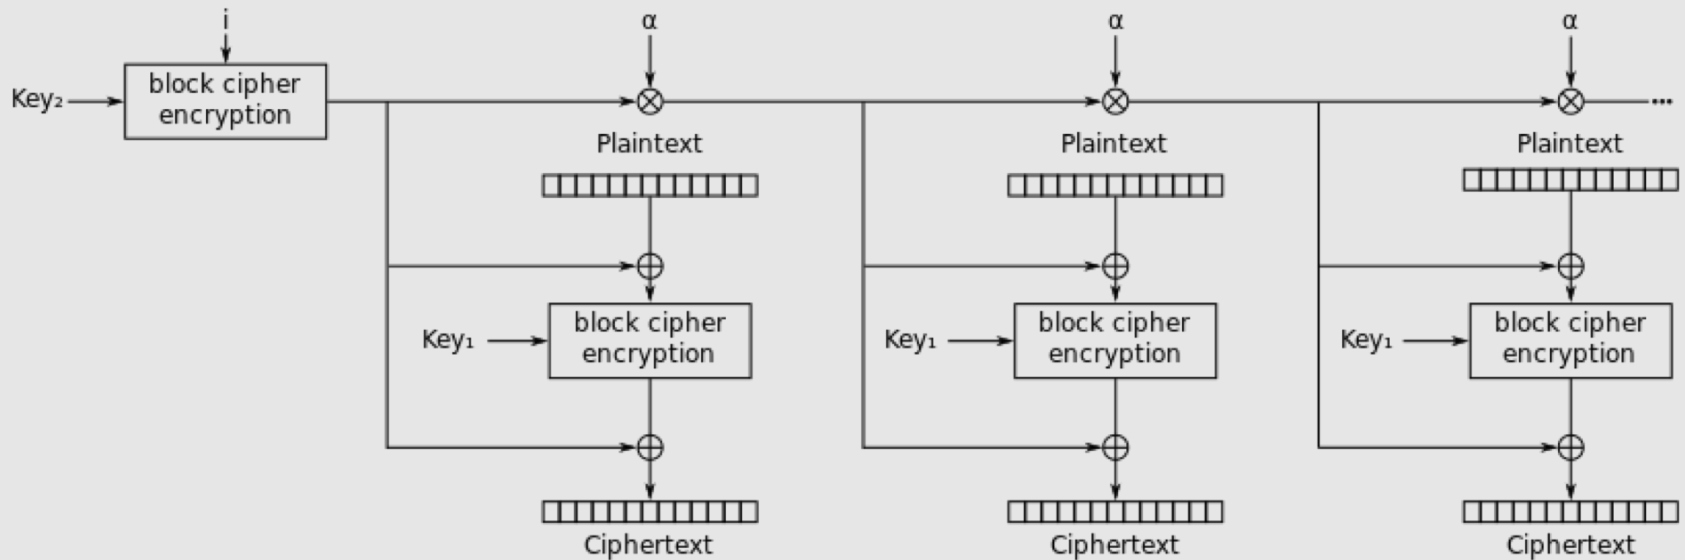 i α α α
Key₂ block cipher
encryption
...
Plaintext Plaintext Plaintext
block cipher block cipher block cipher
Key₁ encryption Key₁ encryption Key₁ encryption
Ciphertext Ciphertext Ciphertext